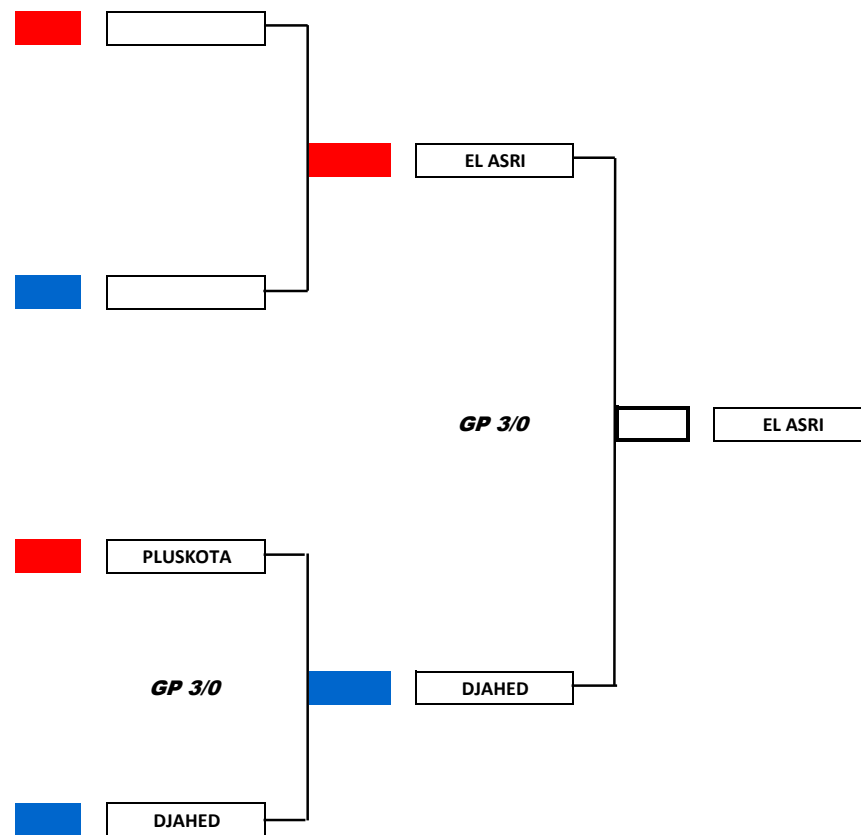 EL ASRI
GP 3/0
EL ASRI
PLUSKOTA
GP 3/0
DJAHED
DJAHED